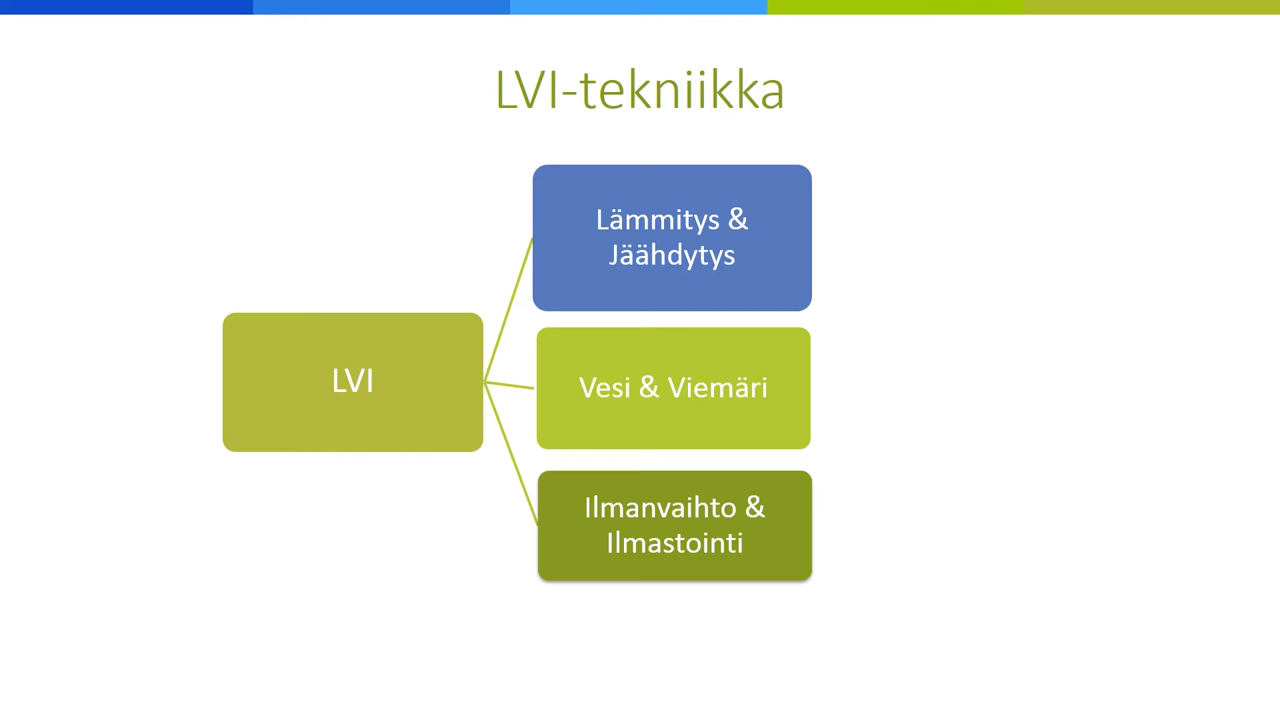 LVI-tekniikka
LVI
Lämmitys &
Jäähdytys
Vesi & Viemäri
Ilmanvaihto &
Ilmastointi